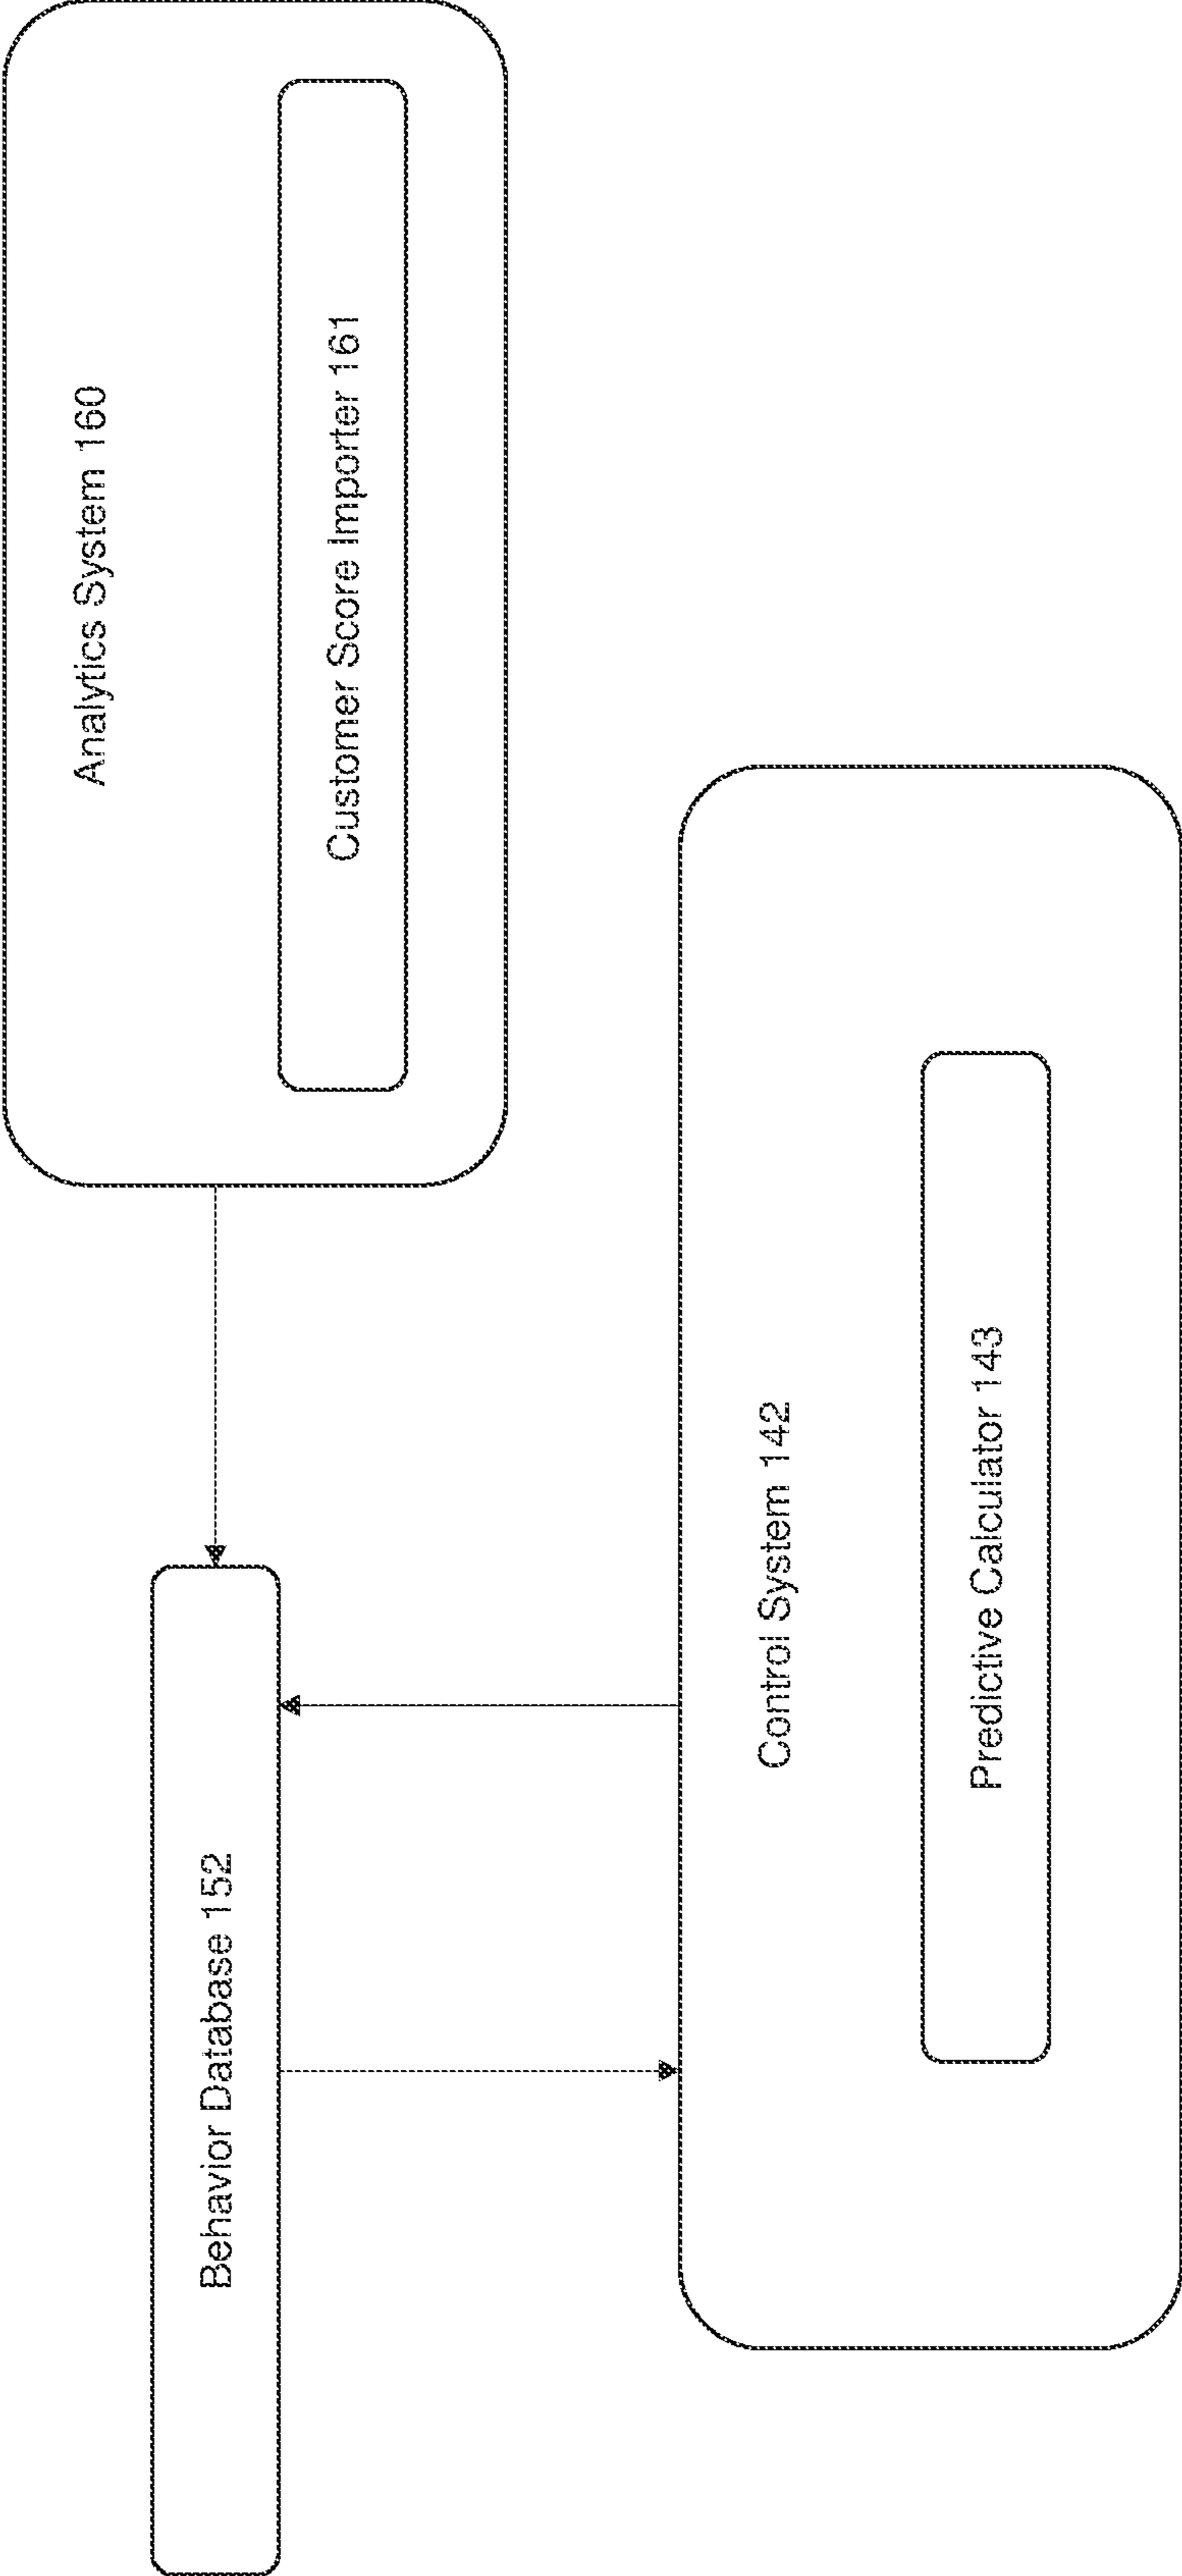 Behavior Database 152
Analytics System 160
Customer Score Importer 161
Control System 142
Predictive Calculator 143